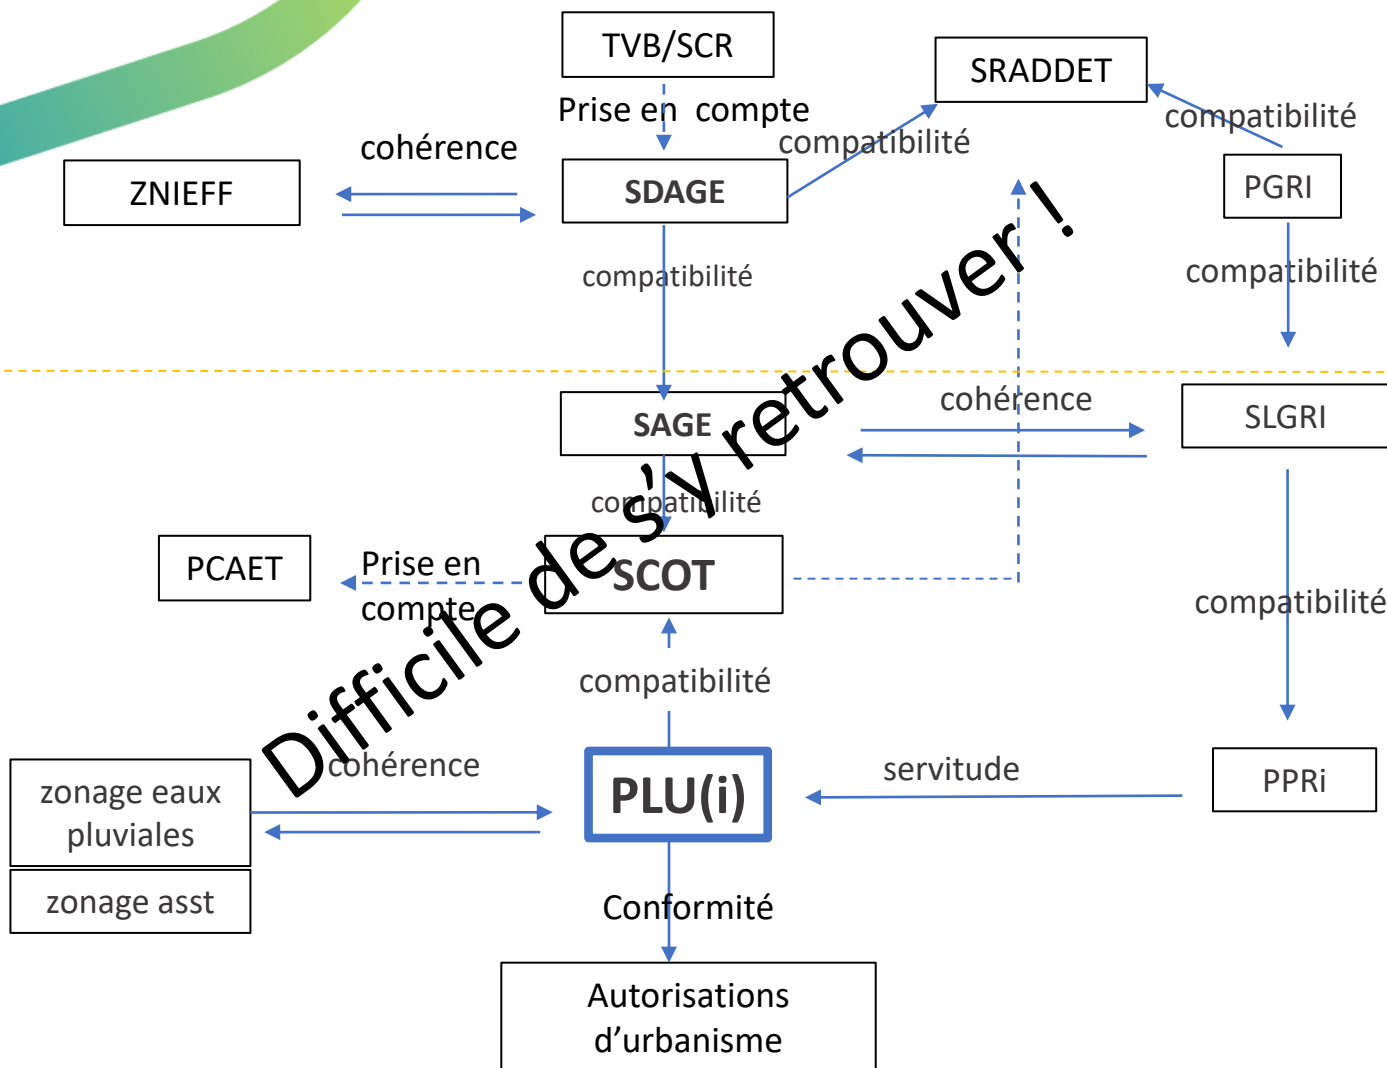 TVB/SCR
SRADDET
Prise en compte
compatibilité
compatibilité
cohérence
ZNIEFF
SDAGE
PGRI
compatibilité
compatibilité
Difficile de s’y retrouver !
SAGE
cohérence
SLGRI
compatibilité
PCAET
Prise en
compte
SCOT
compatibilité
compatibilité
cohérence
zonage eaux
pluviales
PLU(i)
servitude
PPRi
zonage asst
Conformité
Autorisations
d’urbanisme